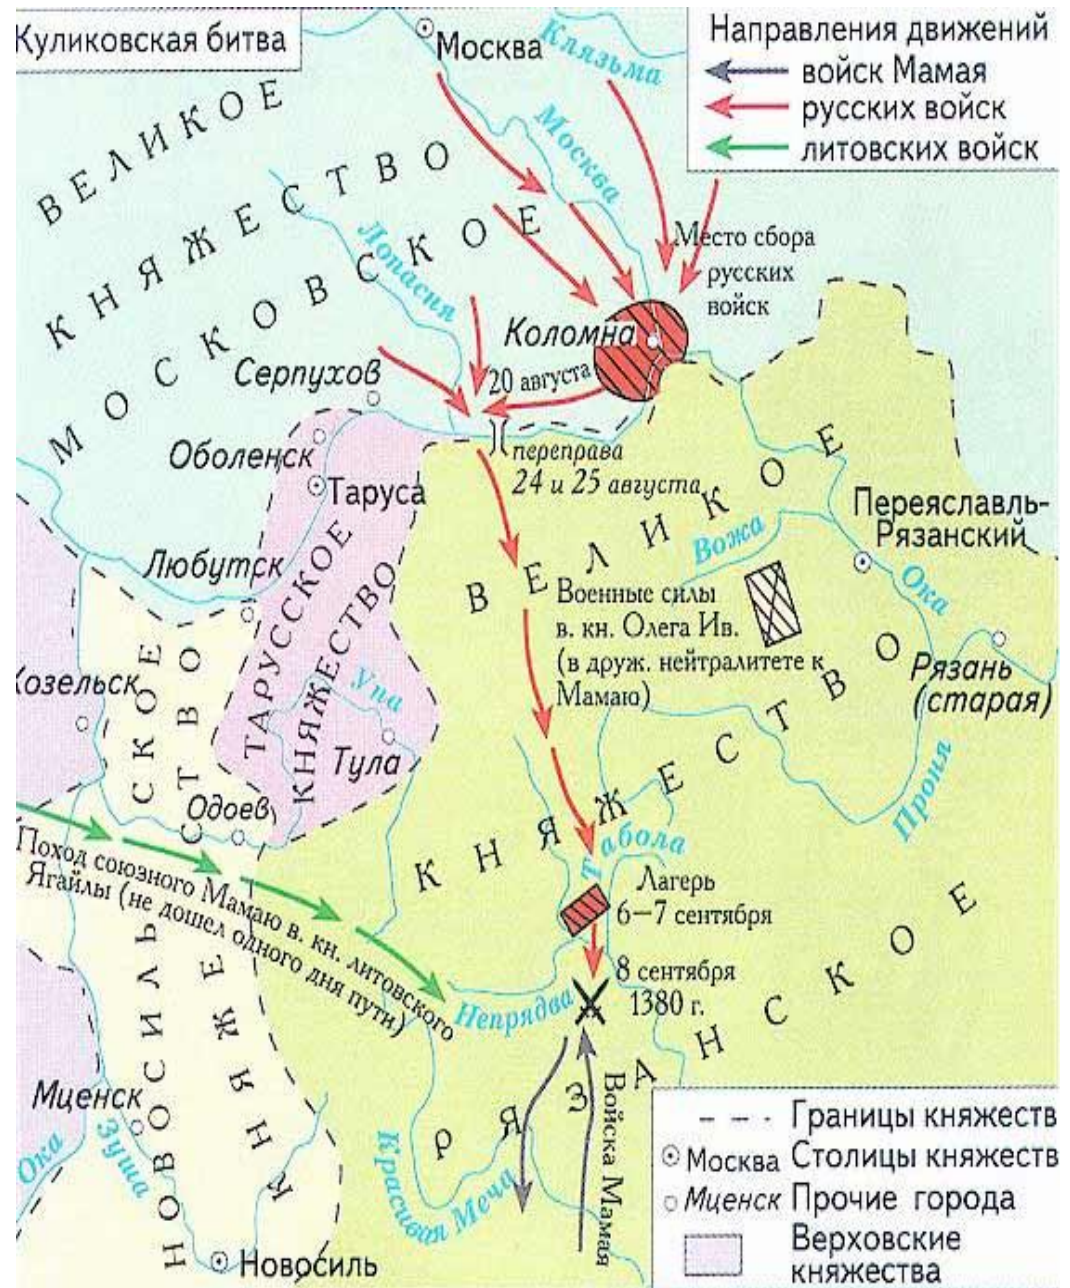 Куликовская битва
Москва
Клязьма
Направления движений
войск Мамая
русских войск
литовских войск
ВЕЛИКОЕ
КНЯЖЕСТВО
МОСКОВСКОЕ
Москва
Лопасня
Место сбора
русских
войск
Коломна
Серпухов
20 августа
переправа
24 и 25 августа
Оболенск
Таруса
Любутск
ТАРУССКОЕ
КНЯЖЕСТВО
Упа
Тула
ВЕЛИКОЕ
КНЯЖЕСТВО
РЯЗАНСКОЕ
Вожа
Переяславль-
Рязанский
Ока
Военные силы
в. кн. Олега Ив.
(в друж. нейтралитете к
Мамаю)
Рязань
(старая)
Проня
Козельск
Одоев
НОВОСИЛЬСКОЕ
КНЯЖЕСТВО
Поход союзного Мамаю в. кн. литовского
Ягайлы (не дошел одного дня пути)
Табола
Лагерь
6–7 сентября
8 сентября
1380 г.
Непрядва
Войска Мамая
Красивая Меча
Мценск
Ока
Зуша
Новосиль
Границы княжеств
Москва Столицы княжеств
Мценск Прочие города
Верховские
княжества